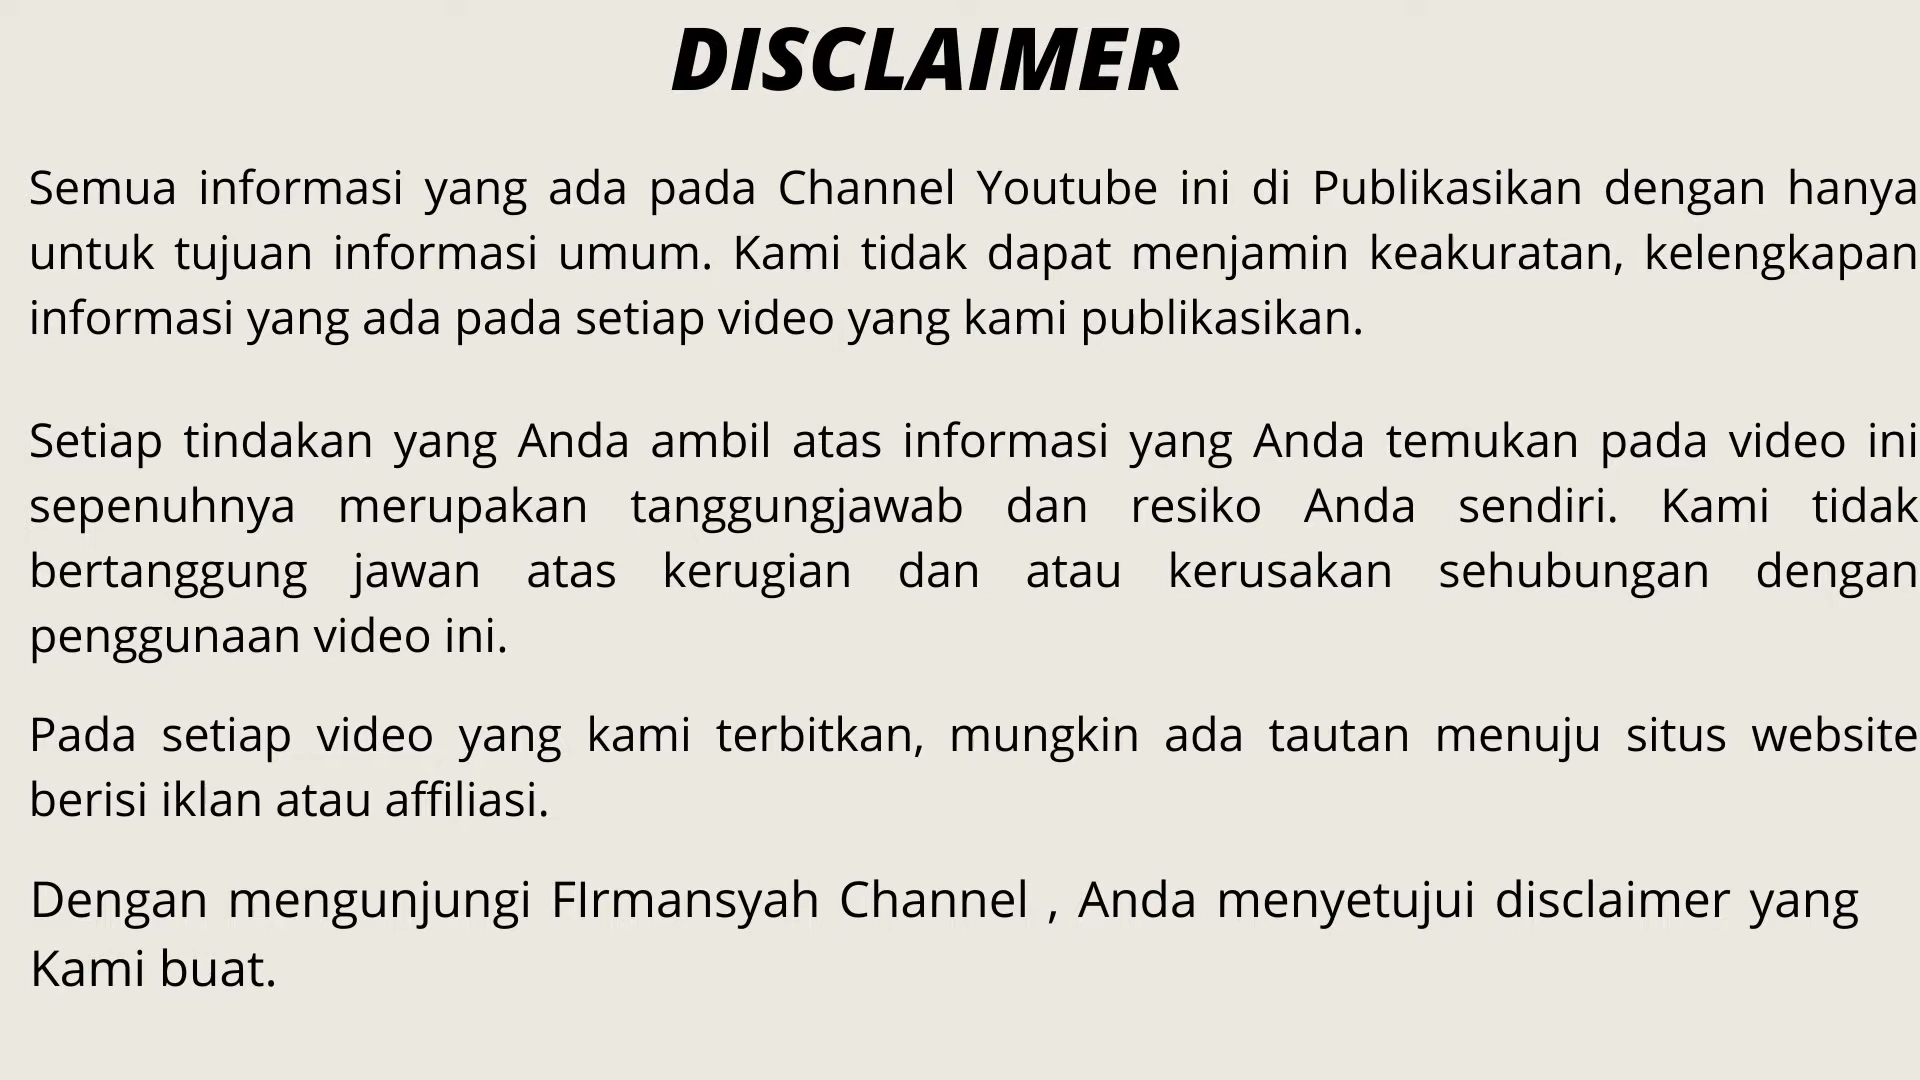 DISCLAIMER
Semua informasi yang ada pada Channel Youtube ini di Publikasikan dengan hanya
untuk tujuan informasi umum. Kami tidak dapat menjamin keakuratan, kelengkapan
informasi yang ada pada setiap video yang kami publikasikan.
Setiap tindakan yang Anda ambil atas informasi yang Anda temukan pada video ini
sepenuhnya merupakan tanggungjawab dan resiko Anda sendiri. Kami tidak
bertanggung jawan atas kerugian dan atau kerusakan sehubungan dengan
penggunaan video ini.
Pada setiap video yang kami terbitkan, mungkin ada tautan menuju situs website
berisi iklan atau affiliasi.
Dengan mengunjungi FIrmansyah Channel , Anda menyetujui disclaimer yang
Kami buat.